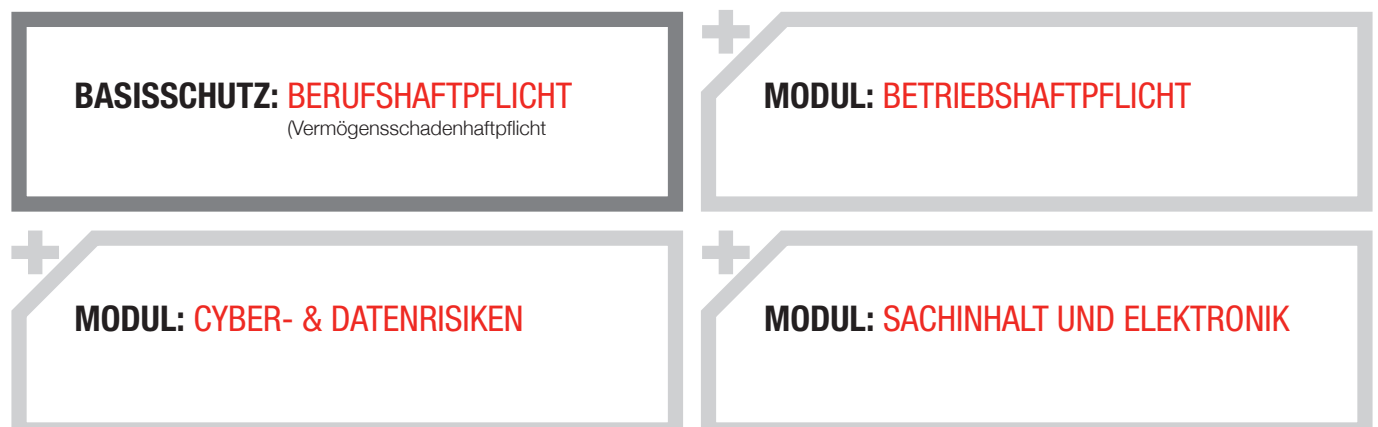 BASISSCHUTZ: BERUFSHAFTPFLICHT
(Vermögensschadenhaftpflicht
MODUL: BETRIEBSHAFTPFLICHT
MODUL: CYBER- & DATENRISIKEN
MODUL: SACHINHALT UND ELEKTRONIK